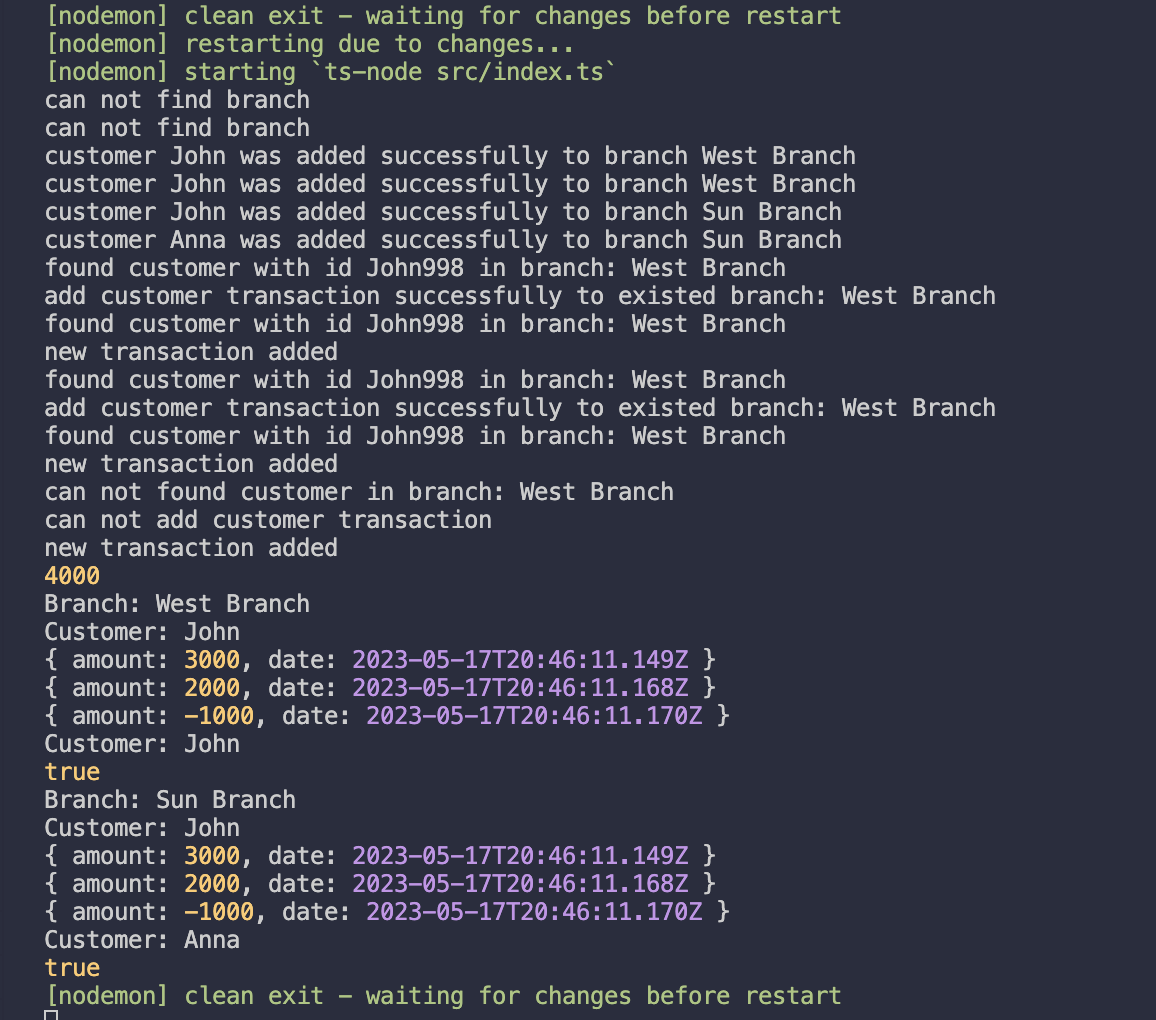 [nodemon] clean exit - waiting for changes before restart
[nodemon] restarting due to changes...
[nodemon] starting `ts-node src/index.ts`
can not find branch
can not find branch
customer John was added successfully to branch West Branch
customer John was added successfully to branch West Branch
customer John was added successfully to branch Sun Branch
customer Anna was added successfully to branch Sun Branch
found customer with id John998 in branch: West Branch
add customer transaction successfully to existed branch: West Branch
found customer with id John998 in branch: West Branch
new transaction added
found customer with id John998 in branch: West Branch
add customer transaction successfully to existed branch: West Branch
found customer with id John998 in branch: West Branch
new transaction added
can not found customer in branch: West Branch
can not add customer transaction
new transaction added
4000
Branch: West Branch
Customer: John
{ amount: 3000, date: 2023-05-17T20:46:11.149Z }
{ amount: 2000, date: 2023-05-17T20:46:11.168Z }
{ amount: -1000, date: 2023-05-17T20:46:11.170Z }
Customer: John
true
Branch: Sun Branch
Customer: John
{ amount: 3000, date: 2023-05-17T20:46:11.149Z }
{ amount: 2000, date: 2023-05-17T20:46:11.168Z }
{ amount: -1000, date: 2023-05-17T20:46:11.170Z }
Customer: Anna
true
[nodemon] clean exit - waiting for changes before restart